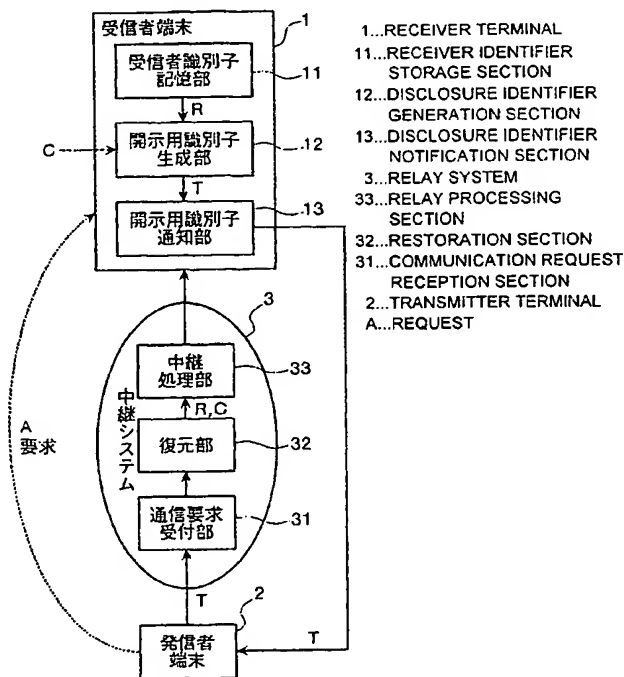 受信者端末
1
受信者識別子
記憶部
11
R
C
開示用識別子
生成部
12
T
開示用識別子
通知部
13
3
中継
処理部
33
中継システム
R,C
A
要求
復元部
32
通信要求
受付部
31
T
2
T
発信者
端末
1...RECEIVER TERMINAL
11...RECEIVER IDENTIFIER
STORAGE SECTION
12...DISCLOSURE IDENTIFIER
GENERATION SECTION
13...DISCLOSURE IDENTIFIER
NOTIFICATION SECTION
3...RELAY SYSTEM
33...RELAY PROCESSING
SECTION
32...RESTORATION SECTION
31...COMMUNICATION REQUEST
RECEPTION SECTION
2...TRANSMITTER TERMINAL
A...REQUEST